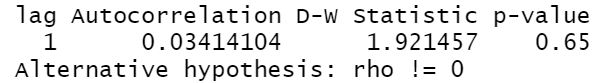 lag Autocorrelation D-W Statistic p-value
1 0.03414104 1.921457 0.65
Alternative hypothesis: rho != 0